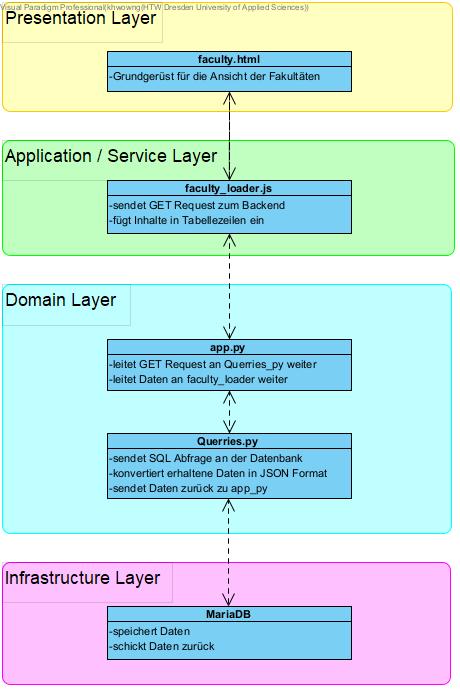 Visual Paradigm Professional(khwowng(HTW Dresden University of Applied Sciences))
Presentation Layer
faculty.html
-Grundgerüst für die Ansicht der Fakultäten
Application / Service Layer
faculty_loader.js
-sendet GET Request zum Backend
-fügt Inhalte in Tabellezeilen ein
Domain Layer
app.py
-leitet GET Request an Querries_py weiter
-leitet Daten an faculty_loader weiter
Querries.py
-sendet SQL Abfrage an der Datenbank
-konvertiert erhaltene Daten in JSON Format
-sendet Daten zurück zu app_py
Infrastructure Layer
MariaDB
-speichert Daten
-schickt Daten zurück